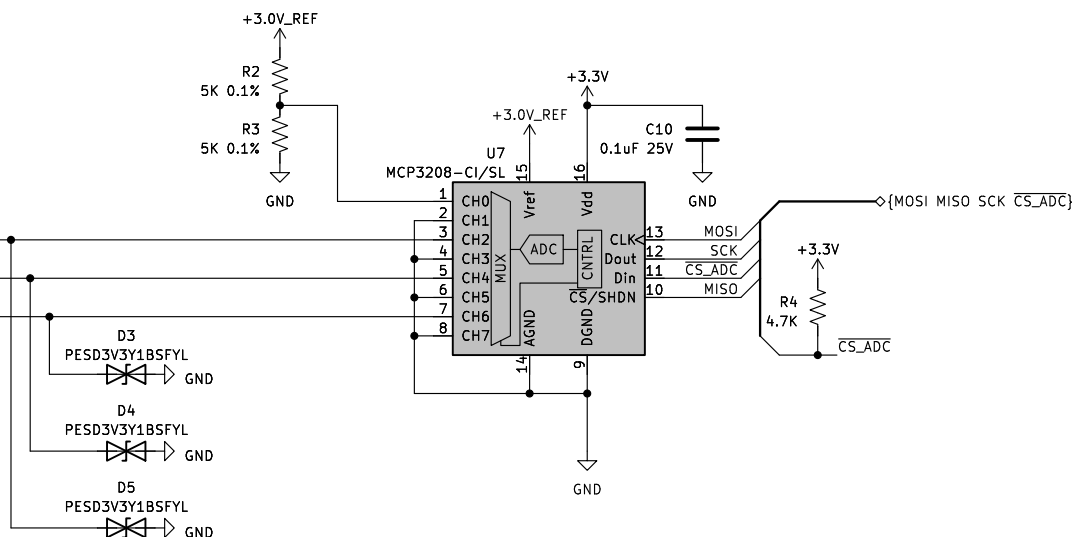 +3.0V_REF
R2
5K 0.1%
R3
5K 0.1%
GND
+3.3V
+3.0V_REF
C10
0.1uF 25V
GND
U7
MCP3208-CI/SL
15
16
Vref
Vdd
1
2
3
4
5
6
7
8
CH0
CH1
CH2
CH3
CH4
CH5
CH6
CH7
MUX
ADC
CNTRL
CLK
Dout
Din
CS/SHDN
AGND
DGND
14
9
13
12
11
10
MOSI
SCK
CS_ADC
MISO
{MOSI MISO SCK CS_ADC}
+3.3V
R4
4.7K
CS_ADC
GND
D3
PESD3V3Y1BSFYL
GND
D4
PESD3V3Y1BSFYL
GND
D5
PESD3V3Y1BSFYL
GND